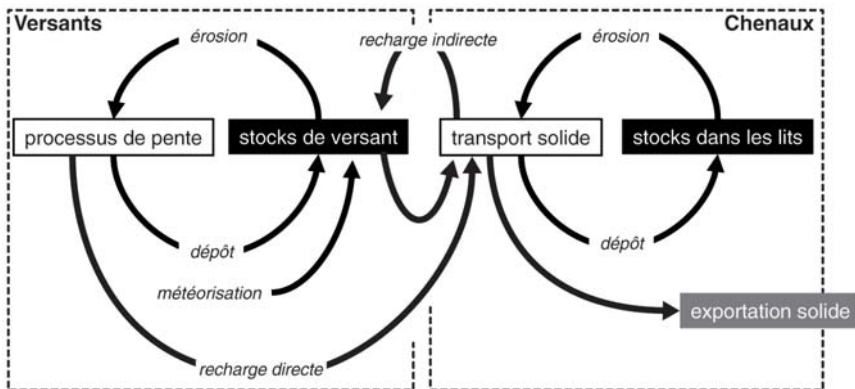 Versants
Chenaux
érosion
recharge indirecte
érosion
processus de pente
stocks de versant
transport solide
stocks dans les lits
dépôt
dépôt
météorisation
exportation solide
recharge directe